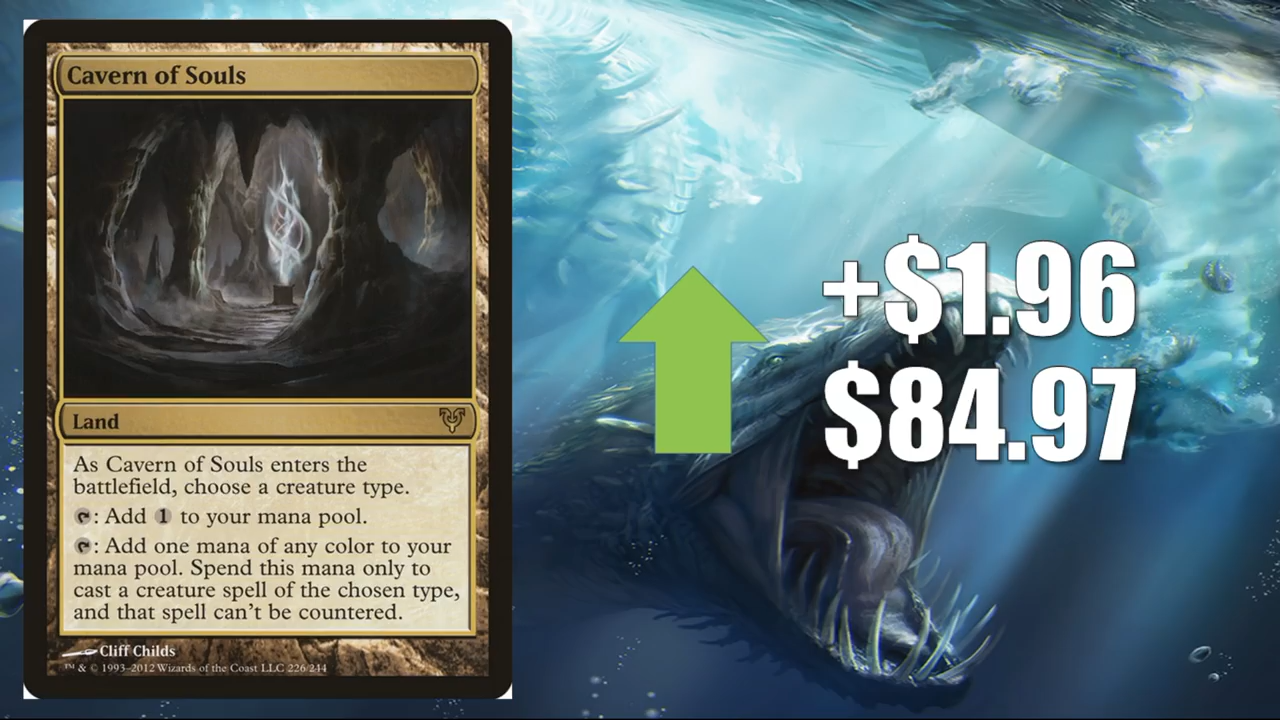 Cavern of Souls
Land
As Cavern of Souls enters the
battlefield, choose a creature type.
: Add 1 to your mana pool.
: Add one mana of any color to your
mana pool. Spend this mana only to
cast a creature spell of the chosen type,
and that spell can't be countered.
Cliff Childs
™ & © 1993–2012 Wizards of the Coast LLC 226/244
+$1.96
$84.97